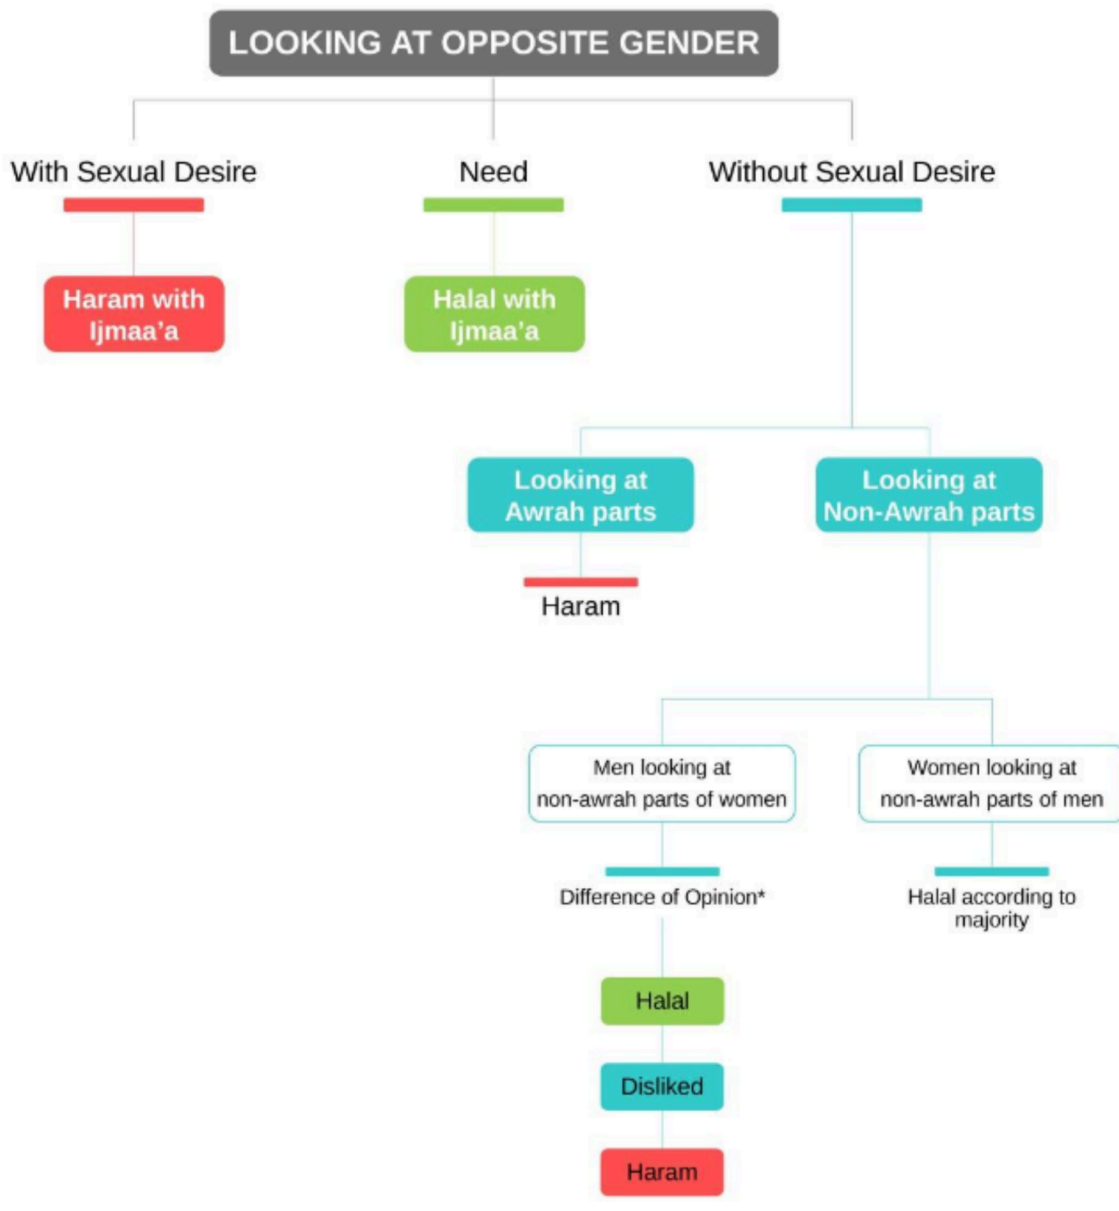 LOOKING AT OPPOSITE GENDER
With Sexual Desire
Need
Without Sexual Desire
Haram with
Ijmaa'a
Halal with
Ijmaa'a
Looking at
Awrah parts
Looking at
Non-Awrah parts
Haram
Men looking at
non-awrah parts of women
Women looking at
non-awrah parts of men
Difference of Opinion*
Halal according to
majority
Halal
Disliked
Haram